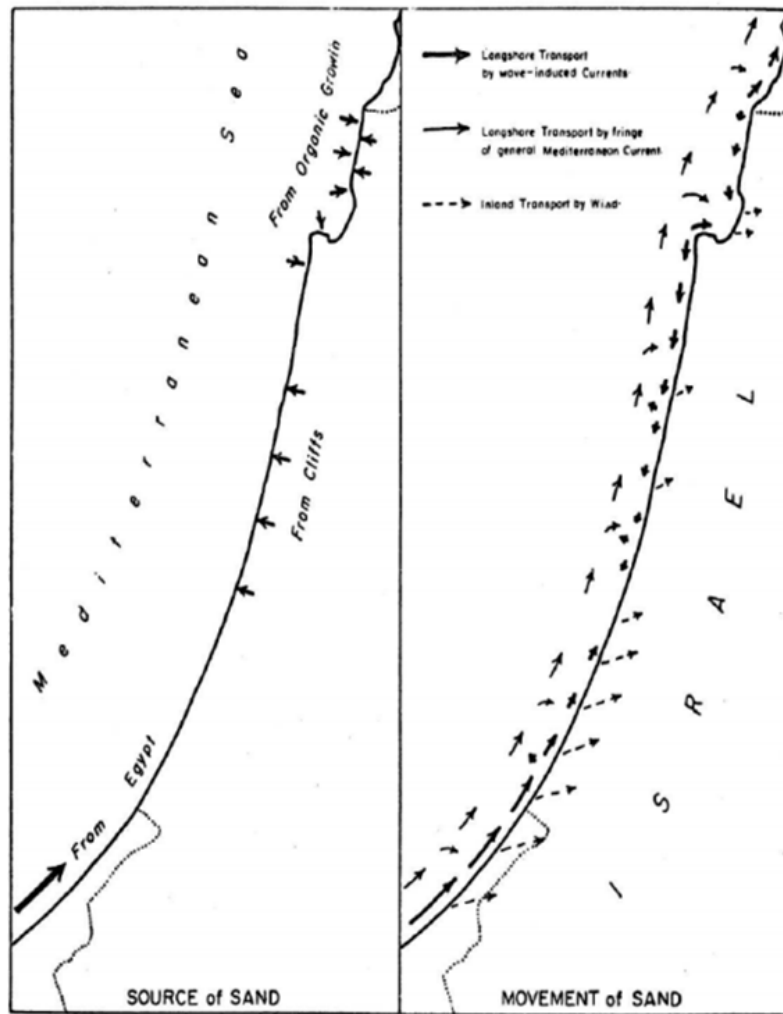 Mediterranean Sea
From Organic Growin
From Cliffs
From Egypt
SOURCE of SAND
Longshore Transport
by wave-induced Currents
Longshore Transport by fringe
of general Mediterranean Current
Inland Transport by Wind
ISRAEL
MOVEMENT of SAND